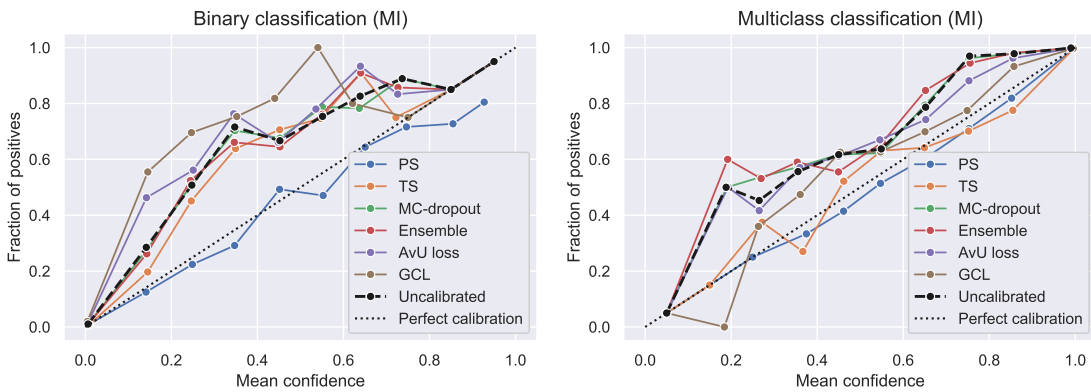 Binary classification (MI)
Fraction of positives
1.0
0.8
0.6
0.4
0.2
0.0
PS
TS
MC-dropout
Ensemble
AvU loss
GCL
Uncalibrated
Perfect calibration
0.0 0.2 0.4 0.6 0.8 1.0
Mean confidence
Multiclass classification (MI)
Fraction of positives
1.0
0.8
0.6
0.4
0.2
0.0
PS
TS
MC-dropout
Ensemble
AvU loss
GCL
Uncalibrated
Perfect calibration
0.0 0.2 0.4 0.6 0.8 1.0
Mean confidence